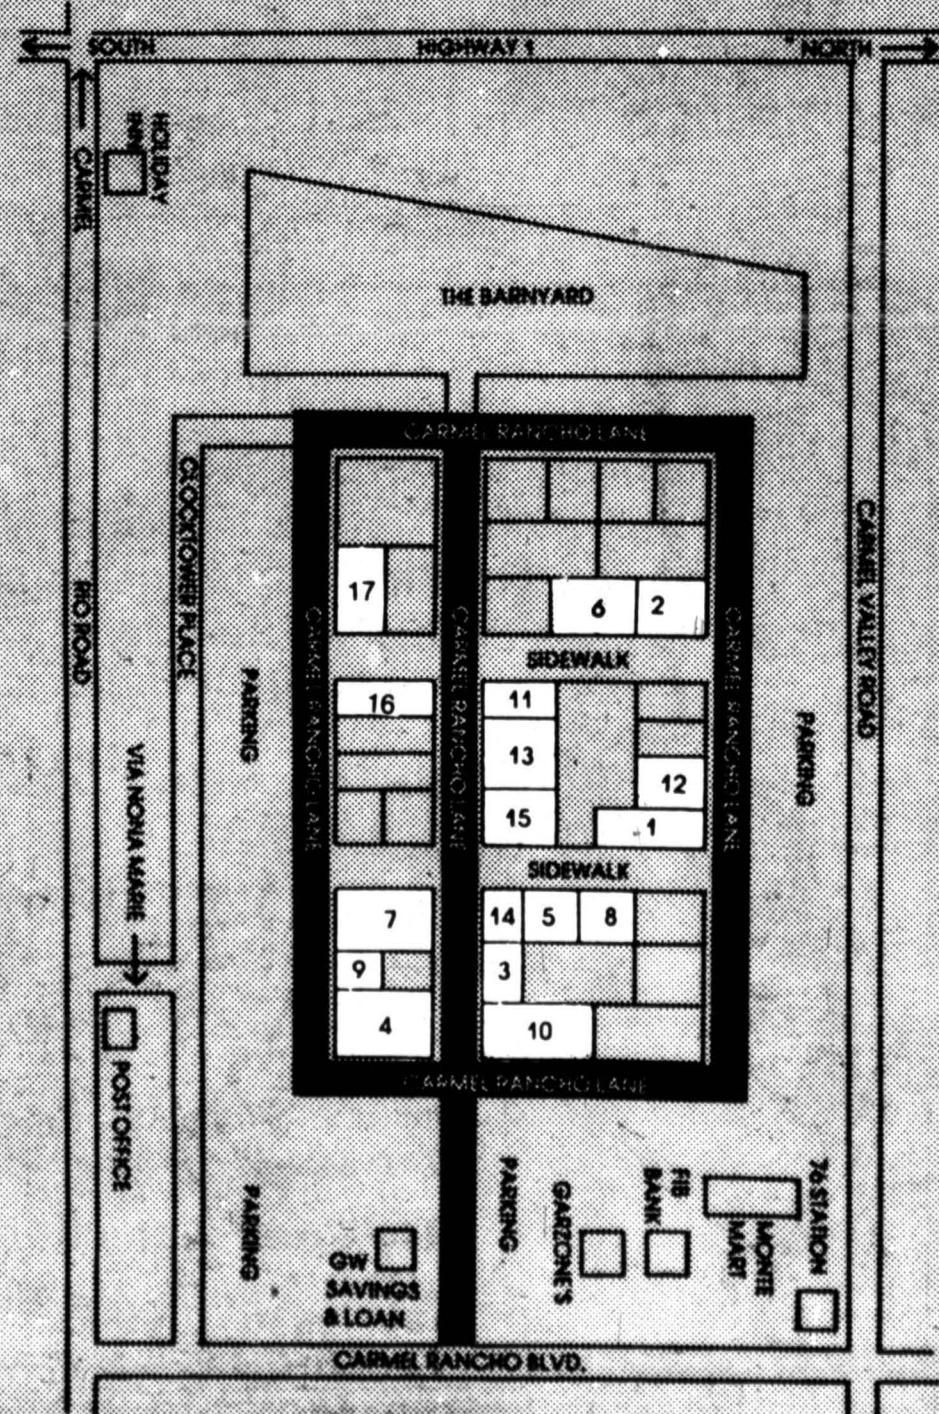 SOUTH HIGHWAY 1 NORTH
HOLIDAY
INN
CARMEL
THE BARNYARD
CARMEL RANCHO LANE
CLOCKTOWER PLACE
CARMEL VALLEY ROAD
RIO ROAD
17
6 2
CARMEL RANCHO LANE
CARMEL RANCHO LANE
CARMEL RANCHO LANE
SIDEWALK
PARKING
16
11
13
12
15
1
PARKING
VIA NONA MARIE
SIDEWALK
7
14 5 8
9
3
4
10
CARMEL RANCHO LANE
POST OFFICE
PARKING
PARKING
GARZONE'S
FIB
BANK
MONTE
MART
76 STATION
GW
SAVINGS
& LOAN
CARMEL RANCHO BLVD.